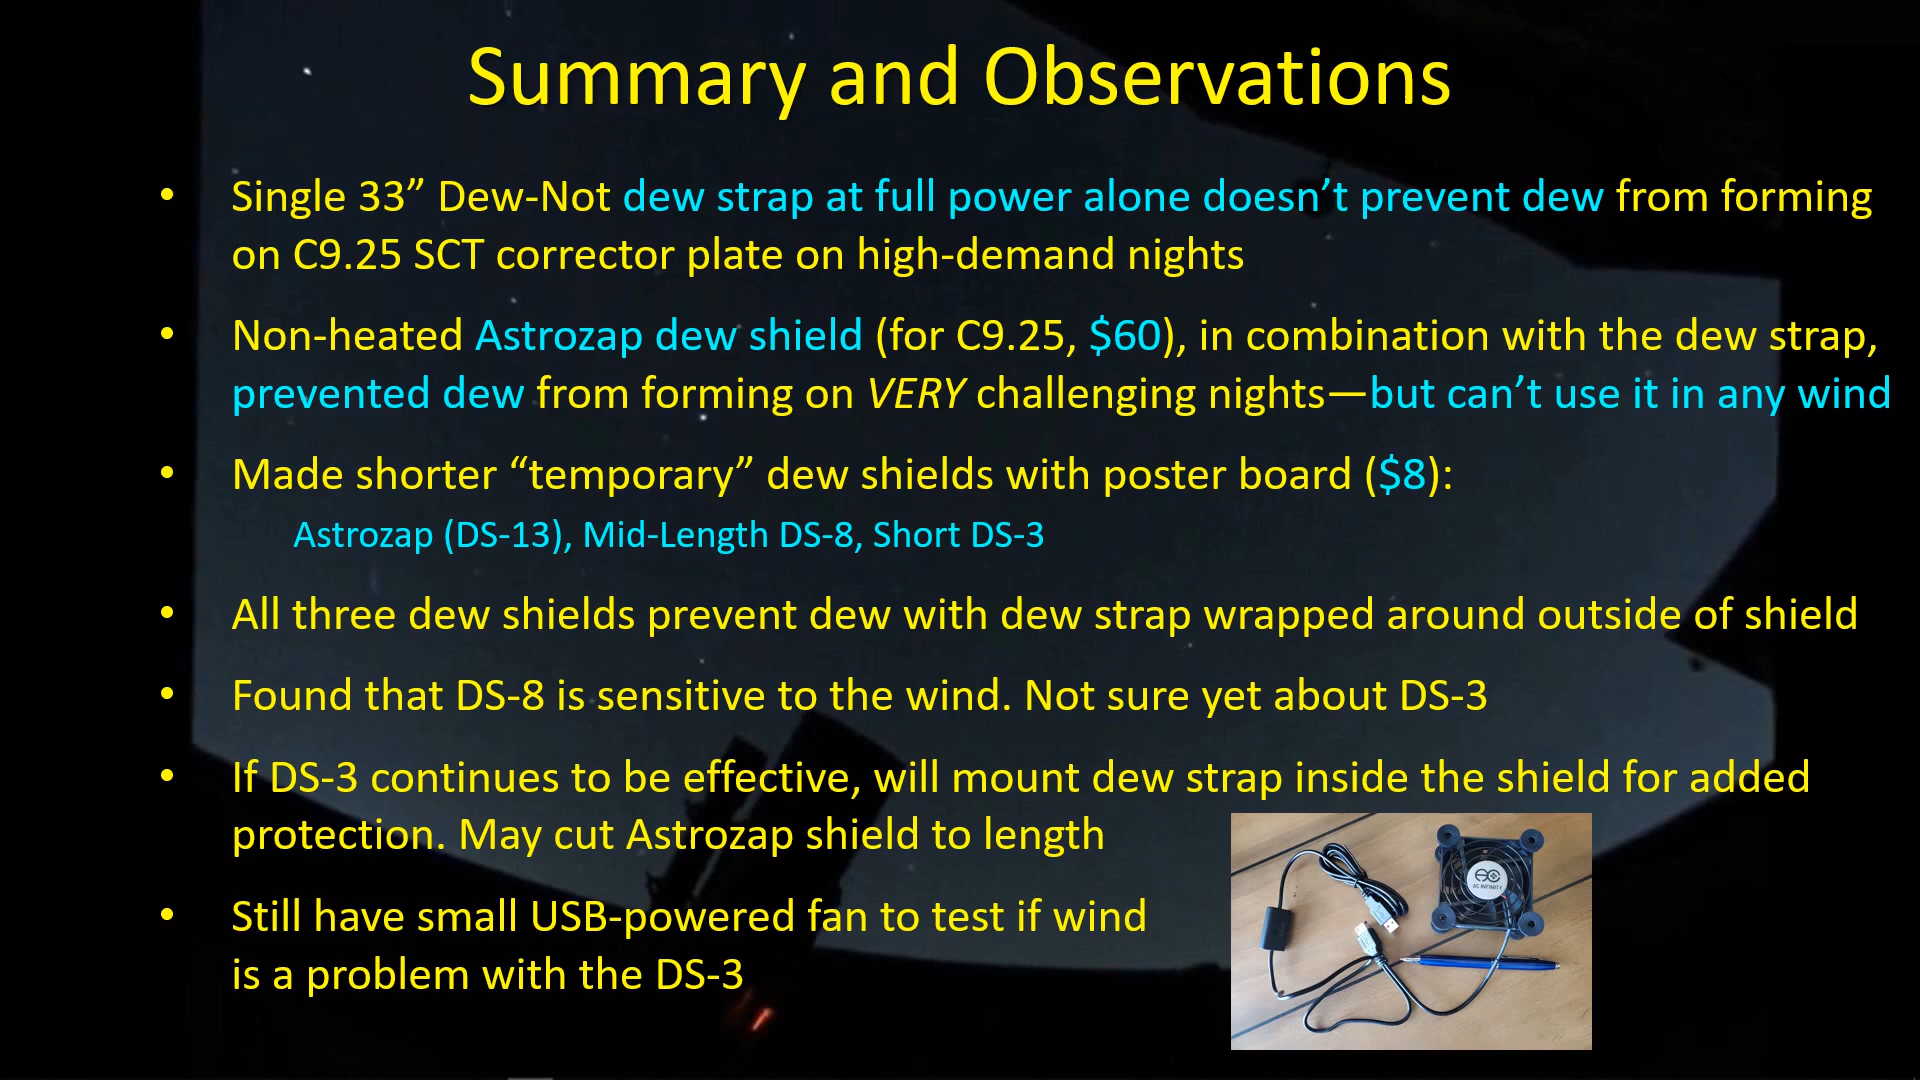 Summary and Observations
• Single 33” Dew-Not dew strap at full power alone doesn’t prevent dew from forming
on C9.25 SCT corrector plate on high-demand nights
• Non-heated Astrozap dew shield (for C9.25, $60), in combination with the dew strap,
prevented dew from forming on VERY challenging nights—but can’t use it in any wind
• Made shorter “temporary” dew shields with poster board ($8):
Astrozap (DS-13), Mid-Length DS-8, Short DS-3
• All three dew shields prevent dew with dew strap wrapped around outside of shield
• Found that DS-8 is sensitive to the wind. Not sure yet about DS-3
• If DS-3 continues to be effective, will mount dew strap inside the shield for added
protection. May cut Astrozap shield to length
• Still have small USB-powered fan to test if wind
is a problem with the DS-3
AC INFINITY